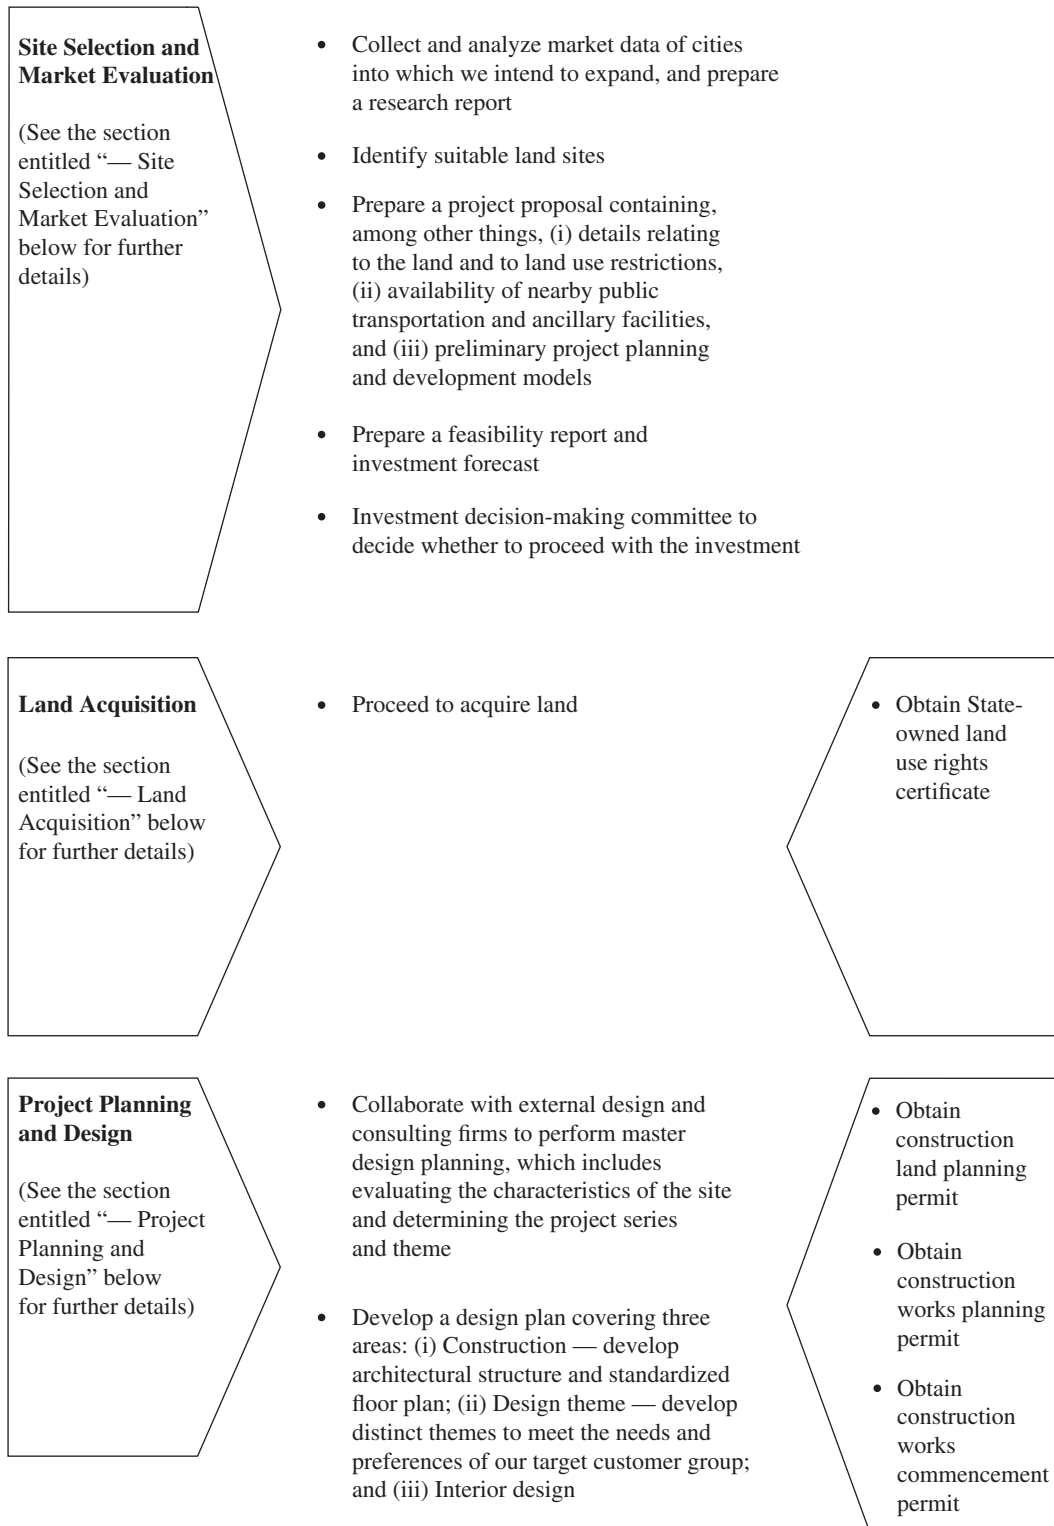 Site Selection and
Market Evaluation
(See the section
entitled “— Site
Selection and
Market Evaluation”
below for further
details)
• Collect and analyze market data of cities
into which we intend to expand, and prepare
a research report
• Identify suitable land sites
• Prepare a project proposal containing,
among other things, (i) details relating
to the land and to land use restrictions,
(ii) availability of nearby public
transportation and ancillary facilities,
and (iii) preliminary project planning
and development models
• Prepare a feasibility report and
investment forecast
• Investment decision-making committee to
decide whether to proceed with the investment
Land Acquisition
(See the section
entitled “— Land
Acquisition” below
for further details)
• Proceed to acquire land
• Obtain State-
owned land
use rights
certificate
Project Planning
and Design
(See the section
entitled “— Project
Planning and
Design” below
for further details)
• Collaborate with external design and
consulting firms to perform master
design planning, which includes
evaluating the characteristics of the site
and determining the project series
and theme
• Develop a design plan covering three
areas: (i) Construction — develop
architectural structure and standardized
floor plan; (ii) Design theme — develop
distinct themes to meet the needs and
preferences of our target customer group;
and (iii) Interior design
• Obtain
construction
land planning
permit
• Obtain
construction
works planning
permit
• Obtain
construction
works
commencement
permit